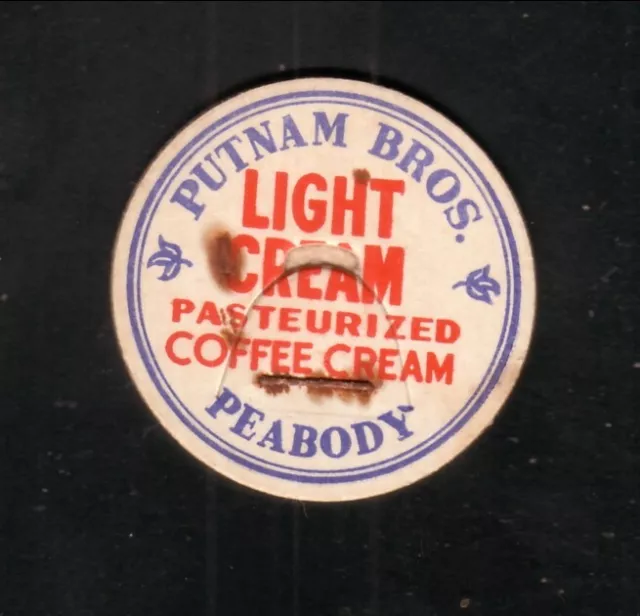 PUTNAM BROS.
LIGHT
CREAM
PASTEURIZED
COFFEE CREAM
PEABODY